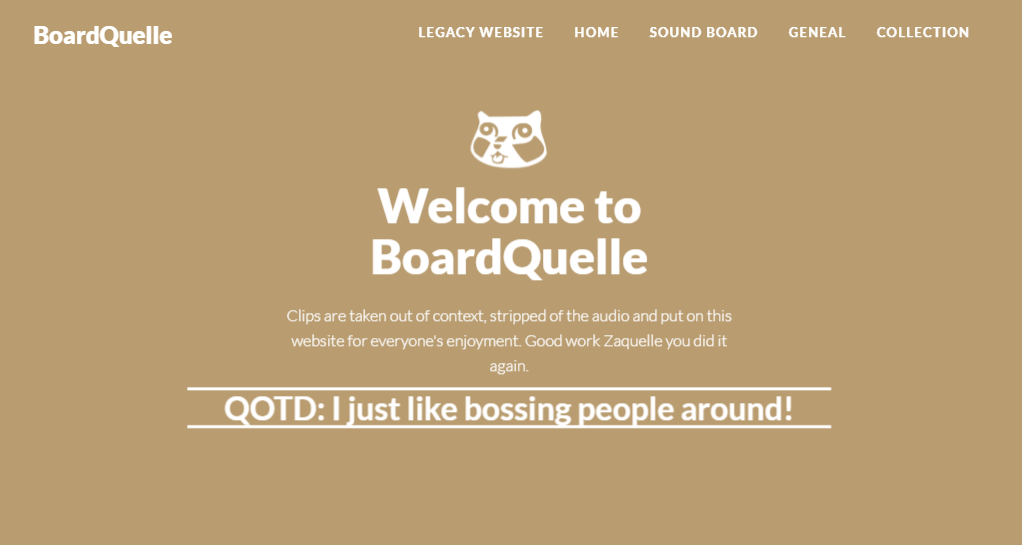 BoardQuelle
LEGACY WEBSITE HOME SOUND BOARD GENEAL COLLECTION
Welcome to
BoardQuelle
Clips are taken out of context, stripped of the audio and put on this
website for everyone's enjoyment. Good work Zaquelle you did it
again.
QOTD: I just like bossing people around!